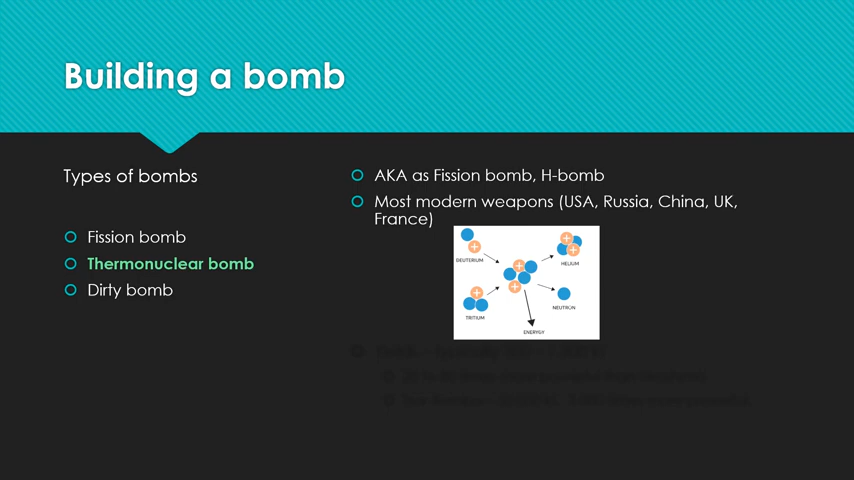 Building a bomb
Types of bombs
Fission bomb
Thermonuclear bomb
Dirty bomb
AKA as Fission bomb, H-bomb
Most modern weapons (USA, Russia, China, UK,
France)
DEUTERIUM
HELIUM
NEUTRON
TRITIUM
ENERYGY